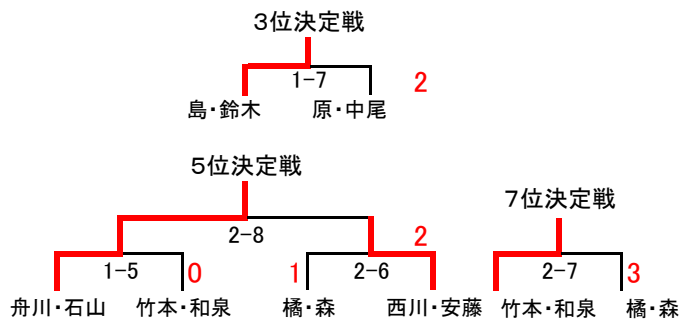 3位決定戦
1-7 2
島・鈴木 原・中尾
5位決定戦
7位決定戦
2-8 2
1-5 0 1 2-6 2-7 3
舟川・石山 竹本・和泉 橘・森 西川・安藤 竹本・和泉 橘・森